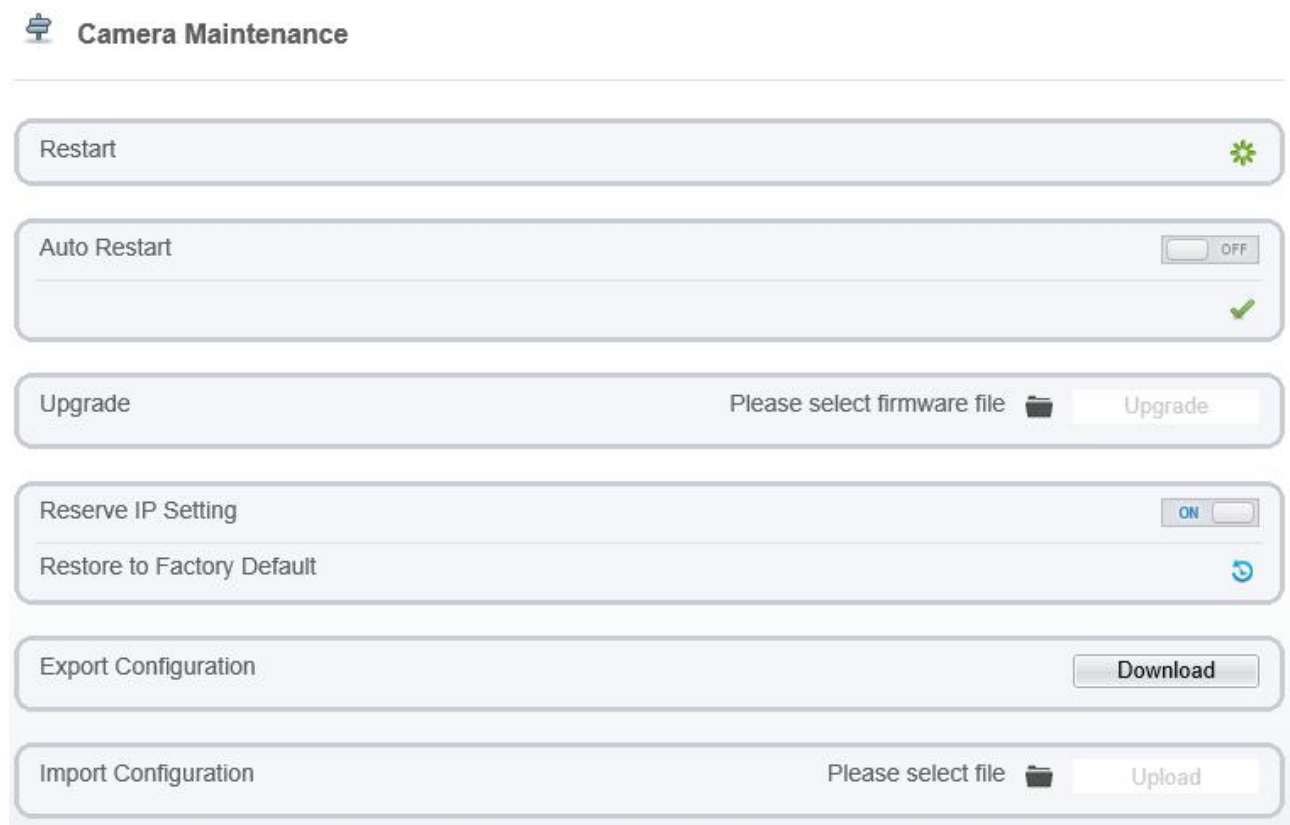 Camera Maintenance
Restart
Auto Restart OFF
Upgrade Please select firmware file Upgrade
Reserve IP Setting ON
Restore to Factory Default
Export Configuration Download
Import Configuration Please select file Upload